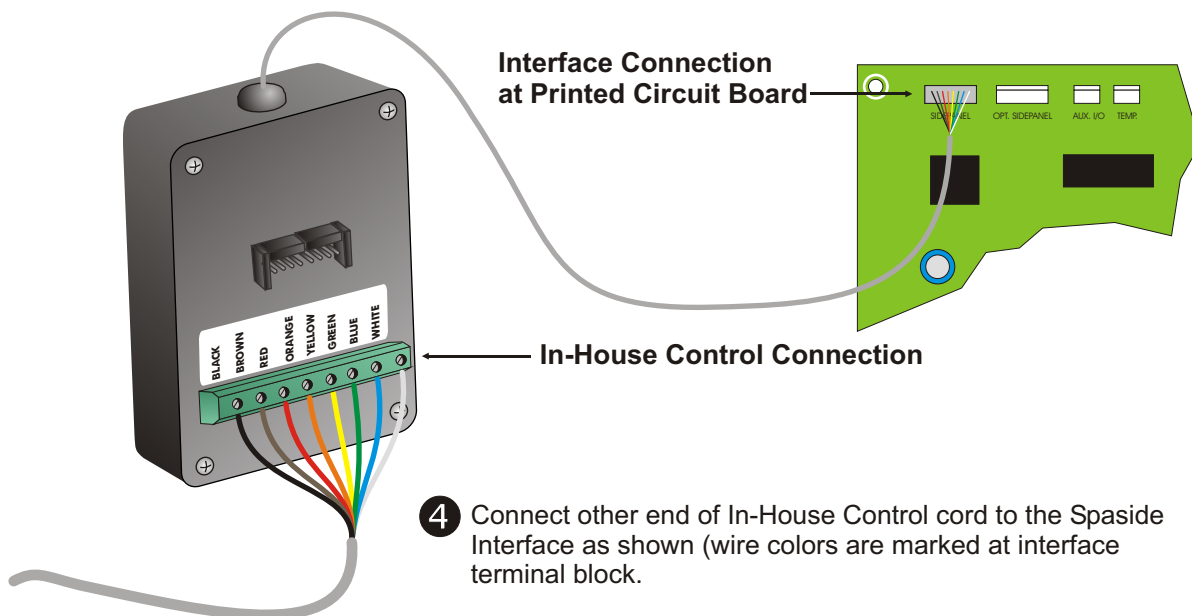 Interface Connection
at Printed Circuit Board
SIDEPANEL
OPT. SIDEPANEL
AUX. I/O
TEMP.
BLACK
BROWN
RED
ORANGE
YELLOW
GREEN
BLUE
WHITE
In-House Control Connection
4 Connect other end of In-House Control cord to the Spaside
Interface as shown (wire colors are marked at interface
terminal block.